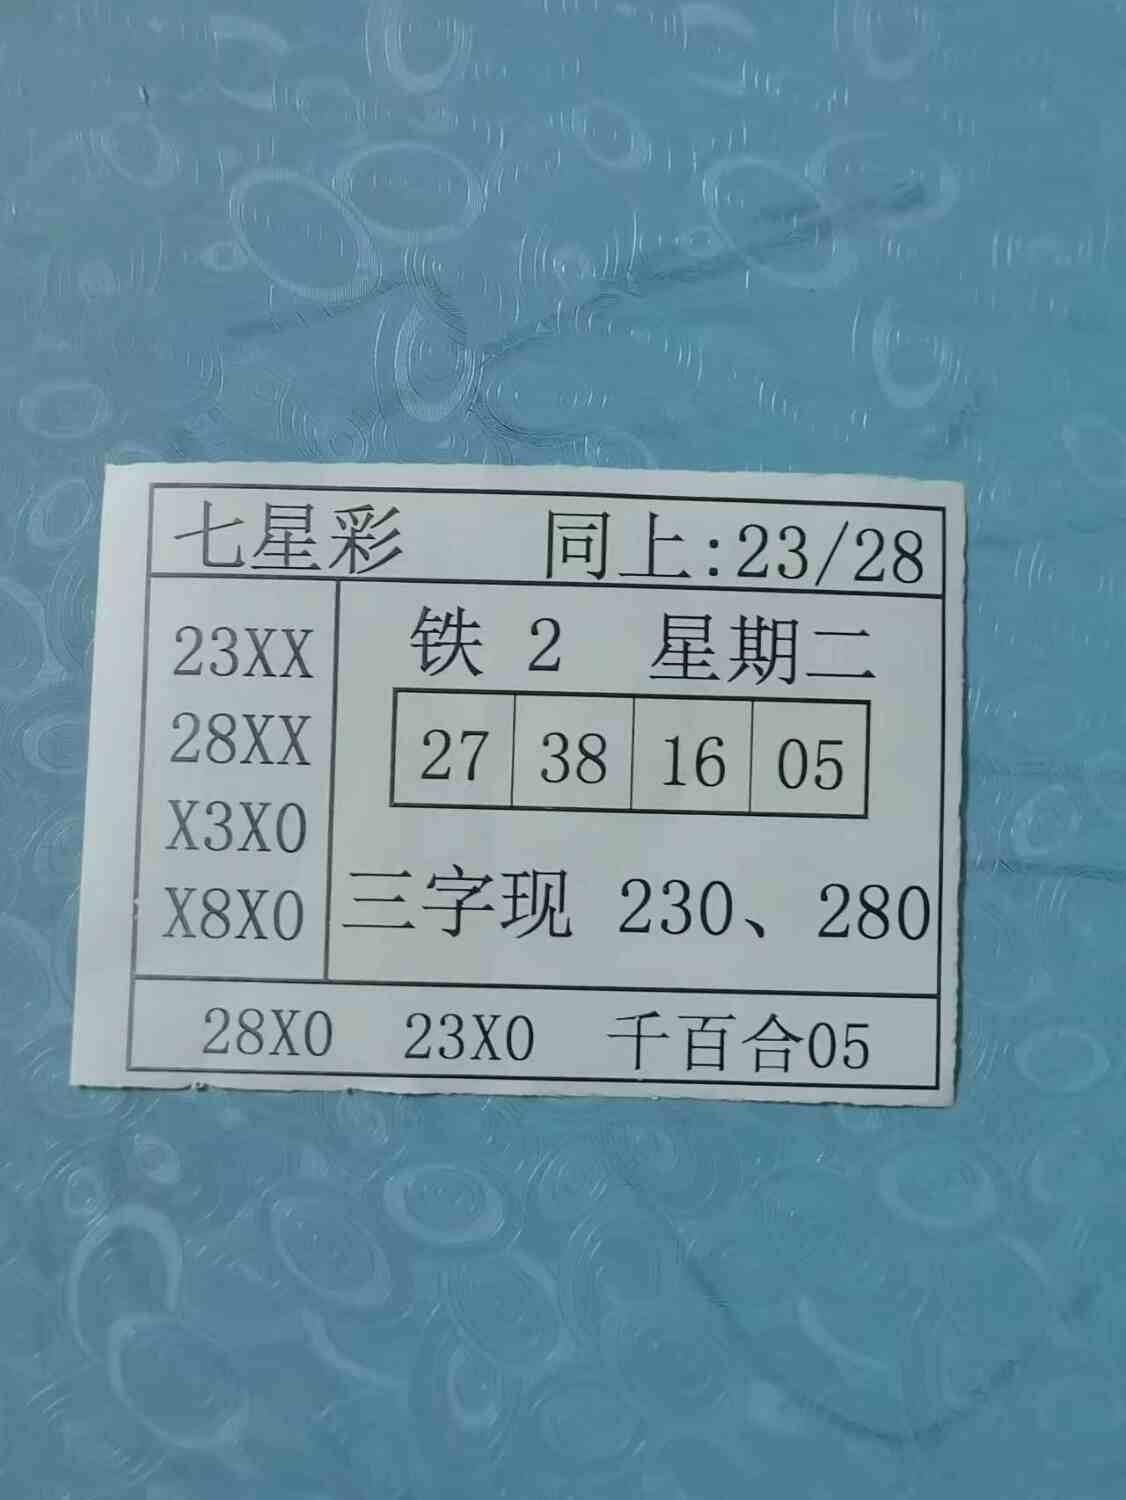 七星彩 同上:23/28
23XX
28XX
X3X0
X8X0
铁 2 星期二
27 38 16 05
三字现 230、280
28X0 23X0 千百合05